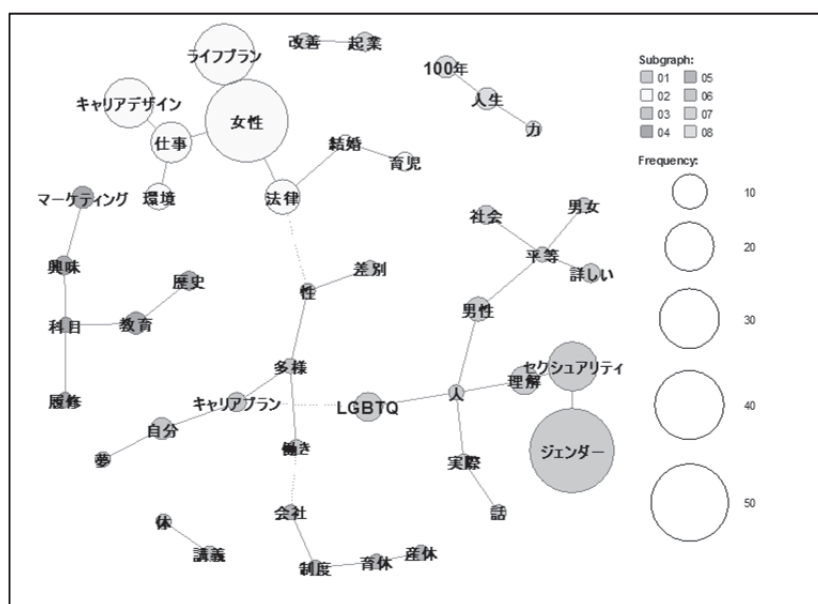 ライフプラン
改善
起業
100年
人生
力
キャリアデザイン
女性
仕事
結婚
育児
環境
法律
マーケティング
社会
男女
平等
詳しい
興味
歴史
差別
性
男性
科目
教育
多様
セクシュアリティ
人
理解
履修
キャリアプラン
LGBTQ
自分
働き
ジェンダー
夢
実際
会社
話
休
講義
制度
育休
産休
Subgraph:
01
05
02
06
03
07
04
08
Frequency:
10
20
30
40
50